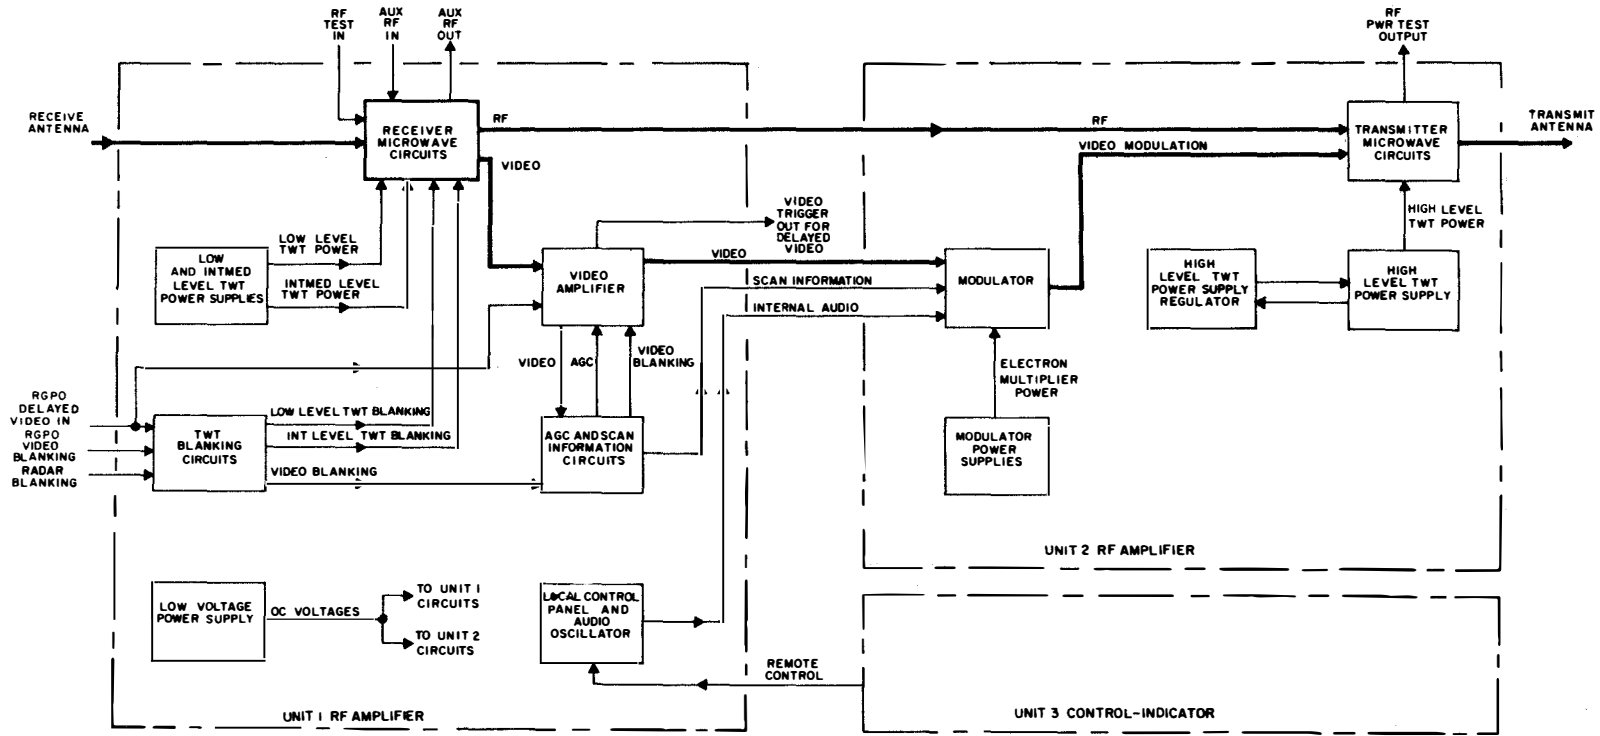 RF
TEST
IN
AUX
RF
IN
AUX
RF
OUT
RF
PWR TEST
OUTPUT
RECEIVE
ANTENNA
RECEIVER
MICROWAVE
CIRCUITS
RF
VIDEO
RF
VIDEO MODULATION
TRANSMITTER
MICROWAVE
CIRCUITS
TRANSMIT
ANTENNA
LOW
AND INTMED
LEVEL TWT
POWER SUPPLIES
LOW LEVEL
TWT POWER
INTMED LEVEL
TWT POWER
VIDEO
AMPLIFIER
VIDEO
TRIGGER
OUT FOR
DELAYED
VIDEO
VIDEO
SCAN INFORMATION
INTERNAL AUDIO
MODULATOR
HIGH
LEVEL TWT
POWER SUPPLY
REGULATOR
HIGH
LEVEL TWT
POWER SUPPLY
HIGH LEVEL
TWT POWER
VIDEO
AGC
VIDEO
BLANKING
ELECTRON
MULTIPLIER
POWER
RGPO
DELAYED
VIDEO IN
RGPO
VIDEO
BLANKING
RADAR
BLANKING
TWT
BLANKING
CIRCUITS
LOW LEVEL TWT BLANKING
INT LEVEL TWT BLANKING
VIDEO BLANKING
AGC AND SCAN
INFORMATION
CIRCUITS
MODULATOR
POWER
SUPPLIES
UNIT 2 RF AMPLIFIER
LOW VOLTAGE
POWER SUPPLY
OC VOLTAGES
TO UNIT 1
CIRCUITS
TO UNIT 2
CIRCUITS
LOCAL CONTROL
PANEL AND
AUDIO
OSCILLATOR
REMOTE
CONTROL
UNIT 1 RF AMPLIFIER
UNIT 3 CONTROL-INDICATOR